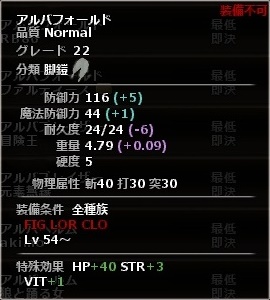 装備不可
アルバフォールド
品質 Normal
グレード 22
分類 脚鎧
防御力 116 (+5)
魔法防御力 44 (+1)
耐久度 24/24 (-6)
重量 4.79 (+0.09)
硬度 5
物理属性 斬40 打30 突30
装備条件 全種族
FIG LOR CLO
Lv 54～
特殊効果 HP+40 STR+3
VIT+1